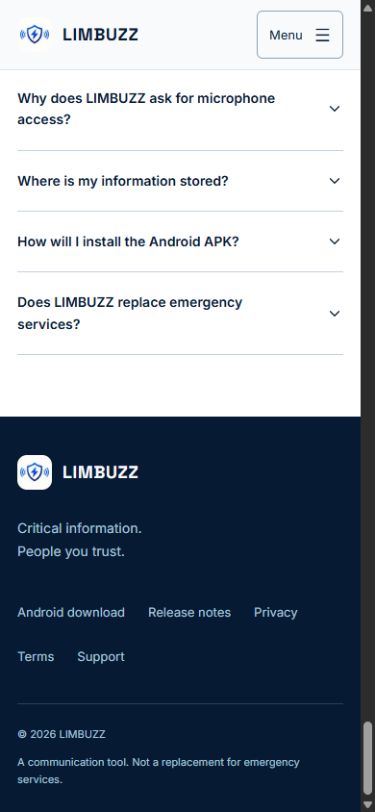 LIMBUZZ
Menu
Why does LIMBUZZ ask for microphone
access?
Where is my information stored?
How will I install the Android APK?
Does LIMBUZZ replace emergency
services?
LIMBUZZ
Critical information.
People you trust.
Android download Release notes Privacy
Terms Support
© 2026 LIMBUZZ
A communication tool. Not a replacement for emergency
services.